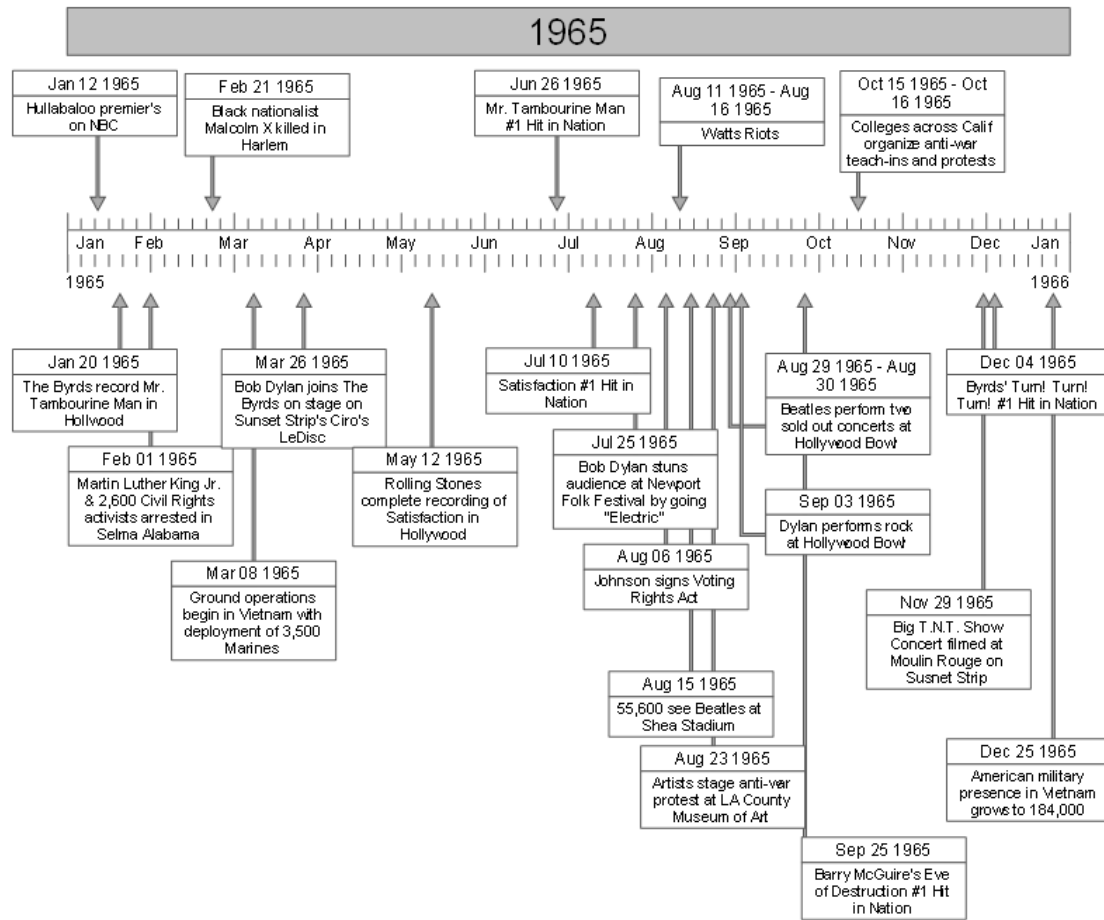 1965
Jan 12 1965
Hullabaloo premier's
on NBC
Feb 21 1965
Black nationalist
Malcolm X killed in
Harlem
Jun 26 1965
Mr. Tambourine Man
#1 Hit in Nation
Aug 11 1965 - Aug
16 1965
Watts Riots
Oct 15 1965 - Oct
16 1965
Colleges across Calif
organize anti-war
teach-ins and protests
Jan Feb Mar Apr May Jun Jul Aug Sep Oct Nov Dec Jan
1965 1966
Jan 20 1965
The Byrds record Mr.
Tambourine Man in
Hollwood
Feb 01 1965
Martin Luther King Jr.
& 2,600 Civil Rights
activists arrested in
Selma Alabama
Mar 08 1965
Ground operations
begin in Vietnam with
deployment of 3,500
Marines
Mar 26 1965
Bob Dylan joins The
Byrds on stage on
Sunset Strip's Ciro's
LeDisc
May 12 1965
Rolling Stones
complete recording of
Satisfaction in
Hollywood
Jul 10 1965
Satisfaction #1 Hit in
Nation
Jul 25 1965
Bob Dylan stuns
audience at Newport
Folk Festival by going
"Electric"
Aug 06 1965
Johnson signs Voting
Rights Act
Aug 15 1965
55,600 see Beatles at
Shea Stadium
Aug 23 1965
Artists stage anti-war
protest at LA County
Museum of Art
Aug 29 1965 - Aug
30 1965
Beatles perform two
sold out concerts at
Hollywood Bowl
Sep 03 1965
Dylan performs rock
at Hollywood Bowl
Sep 25 1965
Barry McGuire's Eve
of Destruction #1 Hit
in Nation
Nov 29 1965
Big T.N.T. Show
Concert filmed at
Moulin Rouge on
Susnet Strip
Dec 04 1965
Byrds' Turn! Turn!
Turn! #1 Hit in Nation
Dec 25 1965
American military
presence in Vietnam
grows to 184,000